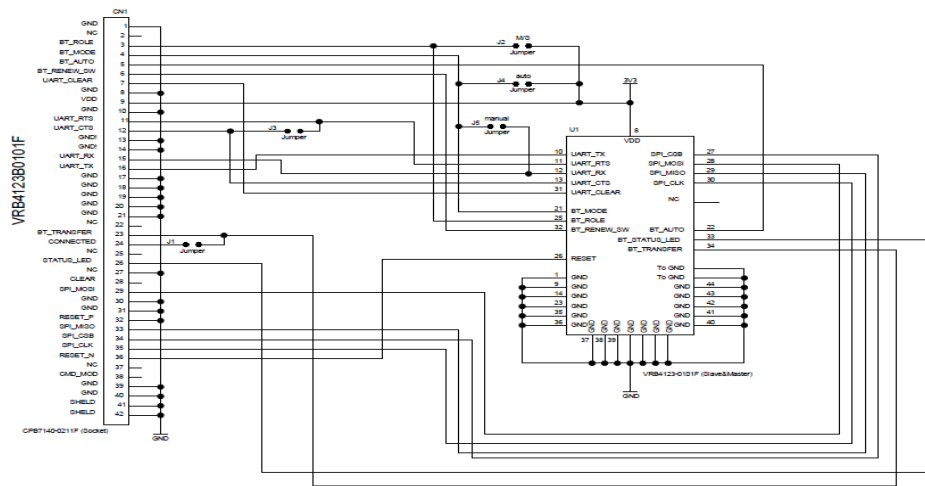 CN1
VRB4123B0101F
GND 1
NC 2
BT_ROLE 3
BT_MODE 4
BT_AUTO 5
BT_RENEW_SW 6
UART_CLEAR 7
GND 8
VDD 9
GND 10
UART_RTS 11
UART_CTS 12
GND! 13
GND! 14
UART_RX 15
UART_TX 16
GND 17
GND 18
GND 19
GND 20
GND 21
NC 22
BT_TRANSFER 23
CONNECTED 24
NC 25
STATUS_LED 26
NC 27
CLEAR 28
SPI_MOSI 29
GND 30
GND 31
RESET_P 32
SPI_MISO 33
SPI_CSB 34
SPI_CLK 35
RESET_N 36
NC 37
CMD_MOD 38
GND 39
GND 40
SHIELD 41
SHIELD 42
CPB7140-0211F (Socket)
GND
M/S
J2
Jumper
auto
J4
Jumper
manual
J5
Jumper
J3
Jumper
J1
Jumper
3V3
U1
8
VDD
10 UART_TX
11 UART_RTS
12 UART_RX
13 UART_CTS
31 UART_CLEAR
21 BT_MODE
25 BT_ROLE
32 BT_RENEW_SW
26 RESET
1 GND
9 GND
14 GND
23 GND
35 GND
36 GND
SPI_CSB 27
SPI_MOSI 28
SPI_MISO 29
SPI_CLK 30
NC
BT_AUTO 22
BT_STATUS_LED 33
BT_TRANSFER 34
To GND
To GND
GND 44
GND 43
GND 42
GND 41
GND 40
GND GND GND GND GND GND GND
37 38 39
VRB4123-0101F (Slave&Master)
GND